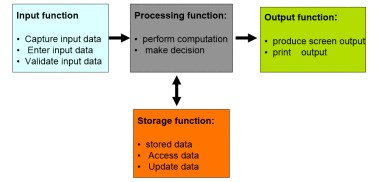 Input function
• Capture input data
• Enter input data
• Validate input data
Processing function:
• perform computation
• make decision
Output function:
• produce screen output
• print output
Storage function:
• stored data
• Access data
• Update data